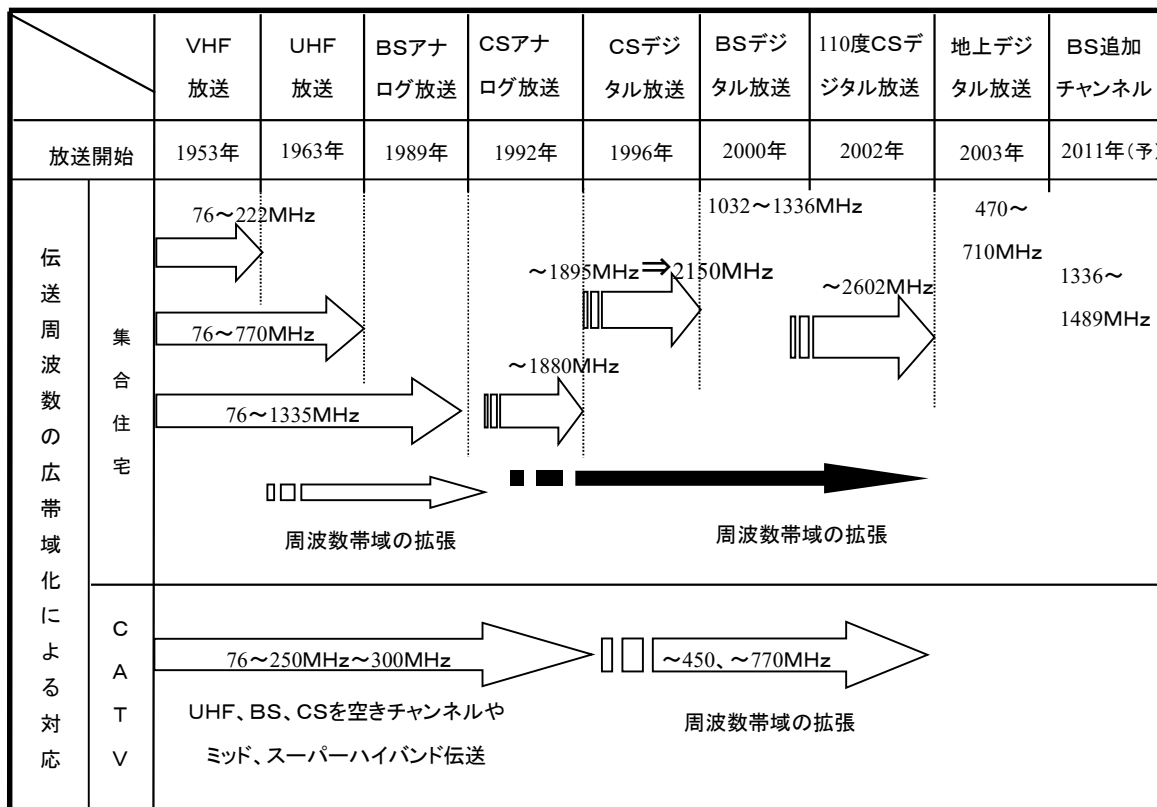 VHF
放送
UHF
放送
BSアナ
ログ放送
CSアナ
ログ放送
CSデジ
タル放送
BSデジ
タル放送
110度CSデ
ジタル放送
地上デジ
タル放送
BS追加
チャンネル
放送開始
1953年
1963年
1989年
1992年
1996年
2000年
2002年
2003年
2011年(予)
伝送周波数の広帯域化による対応
集合住宅
76～222MHz
1032～1336MHz
470～
710MHz
～1895MHz⇒2150MHz
1336～
1489MHz
～2602MHz
76～770MHz
～1880MHz
76～1335MHz
周波数帯域の拡張
周波数帯域の拡張
CATV
76～250MHz～300MHz
～450、～770MHz
UHF、BS、CSを空きチャンネルや
ミッド、スーパーハイバンド伝送
周波数帯域の拡張